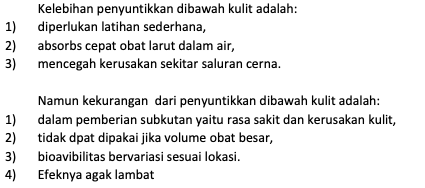 Kelebihan penyuntikkan dibawah kulit adalah:
1) diperlukan latihan sederhana,
2) absorbs cepat obat larut dalam air,
3) mencegah kerusakan sekitar saluran cerna.
Namun kekurangan dari penyuntikkan dibawah kulit adalah:
1) dalam pemberian subkutan yaitu rasa sakit dan kerusakan kulit,
2) tidak dpat dipakai jika volume obat besar,
3) bioavibilitas bervariasi sesuai lokasi.
4) Efeknya agak lambat